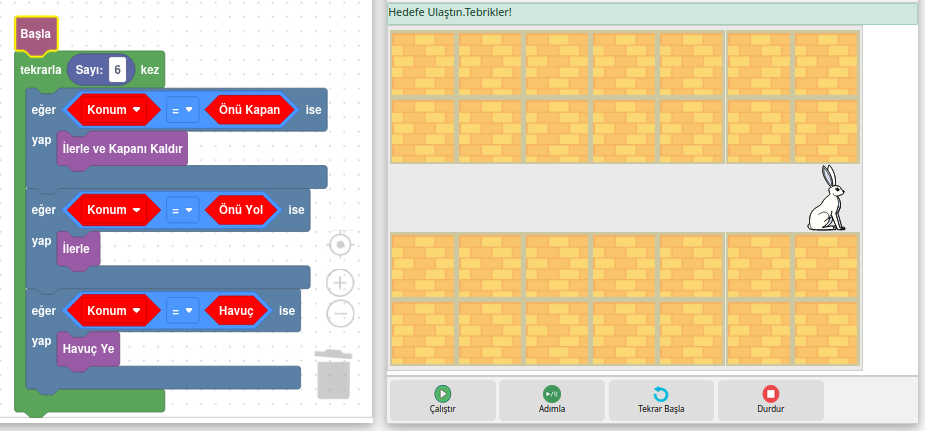 Başla
tekrarla Sayı: 6 kez
eğer Konum = Önü Kapan ise
yap İlerle ve Kapanı Kaldır
eğer Konum = Önü Yol ise
yap İlerle
eğer Konum = Havuç ise
yap Havuç Ye
Hedefe Ulaştın.Tebrikler!
Çalıştır
Adımla
Tekrar Başla
Durdur